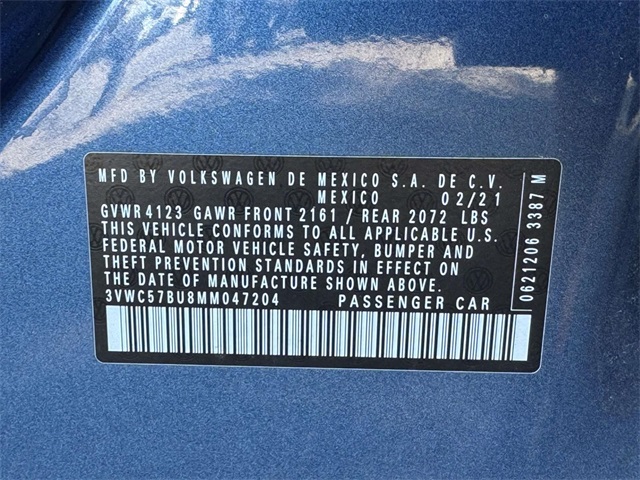 MFD BY VOLKSWAGEN DE MEXICO S.A. DE C.V.
MEXICO 02/21
GVWR 4123 GAWR FRONT 2161 / REAR 2072 LBS
THIS VEHICLE CONFORMS TO ALL APPLICABLE U.S.
FEDERAL MOTOR VEHICLE SAFETY, BUMPER AND
THEFT PREVENTION STANDARDS IN EFFECT ON
THE DATE OF MANUFACTURE SHOWN ABOVE.
3VWC57BU8MM047204 PASSENGER CAR
0621206 3387 M